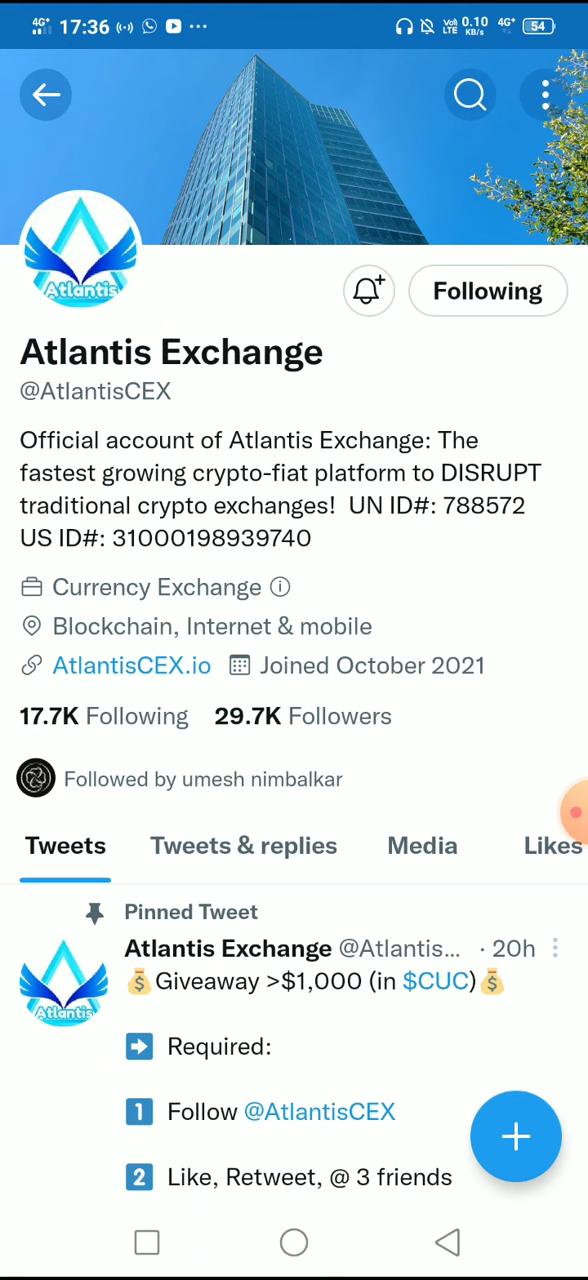 4G+ 17:36 VoI LTE 0.10 KB/s 4G+ 54
Atlantis
Following
Atlantis Exchange
@AtlantisCEX
Official account of Atlantis Exchange: The
fastest growing crypto-fiat platform to DISRUPT
traditional crypto exchanges! UN ID#: 788572
US ID#: 31000198939740
Currency Exchange
Blockchain, Internet & mobile
AtlantisCEX.io Joined October 2021
17.7K Following 29.7K Followers
Followed by umesh nimbalkar
Tweets Tweets & replies Media Likes
Pinned Tweet
Atlantis Exchange @Atlantis... · 20h
💰Giveaway >$1,000 (in $CUC)💰
Atlantis
➡️ Required:
1️⃣ Follow @AtlantisCEX
2️⃣ Like, Retweet, @ 3 friends